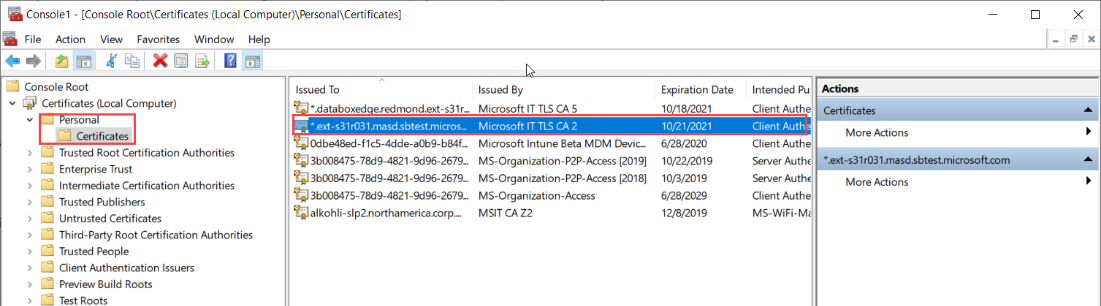 Console1 - [Console Root\Certificates (Local Computer)\Personal\Certificates]
File Action View Favorites Window Help
Console Root
Certificates (Local Computer)
Personal
Certificates
Trusted Root Certification Authorities
Enterprise Trust
Intermediate Certification Authorities
Trusted Publishers
Untrusted Certificates
Third-Party Root Certification Authorities
Trusted People
Client Authentication Issuers
Preview Build Roots
Test Roots
Issued To Issued By Expiration Date Intended Pu
*.databoxedge.redmond.ext-s31r... Microsoft IT TLS CA 5 10/18/2021 Client Authe
*.ext-s31r031.masd.sbtest.micros... Microsoft IT TLS CA 2 10/21/2021 Client Authe
0dbe48ed-f1c5-4dde-a0b9-b84f... Microsoft Intune Beta MDM Devic... 6/28/2020 Client Authe
3b008475-78d9-4821-9d96-2679... MS-Organization-P2P-Access [2019] 10/22/2019 Server Authe
3b008475-78d9-4821-9d96-2679... MS-Organization-P2P-Access [2018] 10/3/2019 Server Authe
3b008475-78d9-4821-9d96-2679... MS-Organization-Access 6/28/2029 Client Authe
alkohli-slp2.northamerica.corp.... MSIT CA Z2 12/8/2019 MS-WiFi-Ma
Actions
Certificates
More Actions
*.ext-s31r031.masd.sbtest.microsoft.com
More Actions